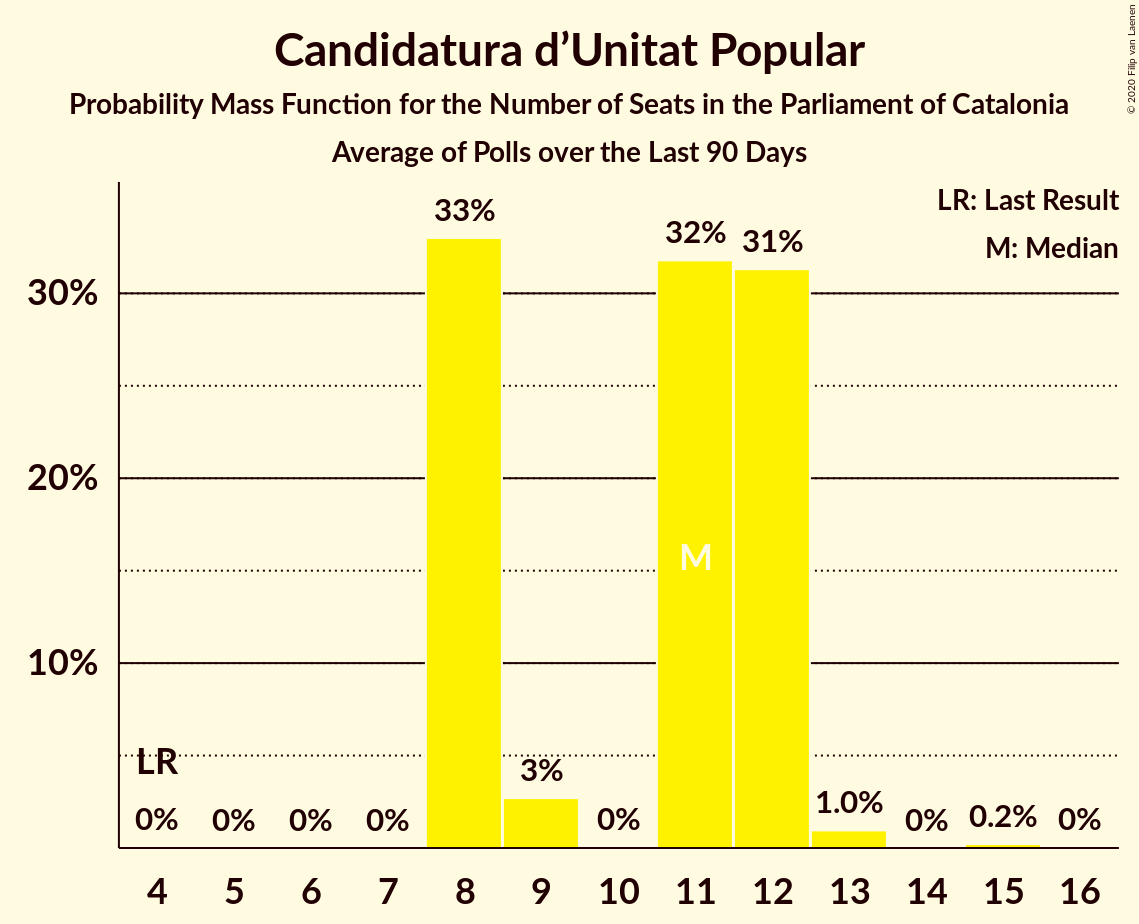 Candidatura d’Unitat Popular
Probability Mass Function for the Number of Seats in the Parliament of Catalonia
Average of Polls over the Last 90 Days
© 2020 Filip van Laenen
LR: Last Result
M: Median
30%
20%
10%
33%
32%
31%
M
LR
0%
0%
0%
0%
3%
0%
1.0%
0%
0.2%
0%
4 5 6 7 8 9 10 11 12 13 14 15 16